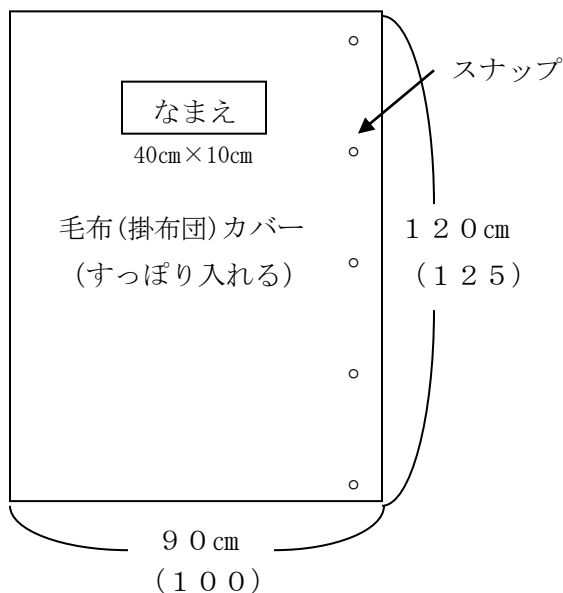 スナップ
なまえ
40cm×10cm
毛布(掛布団)カバー
(すっぽり入れる)
120㎝
(125)
90㎝
(100)